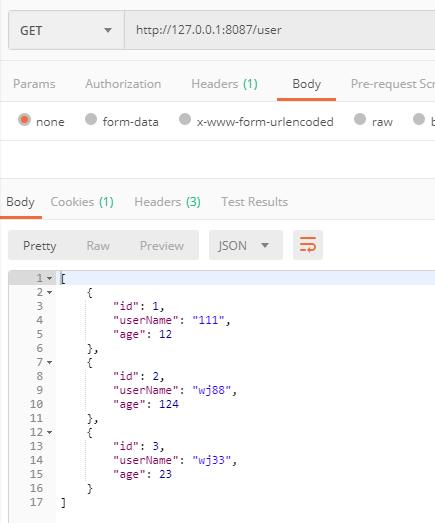 GET http://127.0.0.1:8087/user
Params Authorization Headers (1) Body Pre-request Scr
none form-data x-www-form-urlencoded raw b
Body Cookies (1) Headers (3) Test Results
Pretty Raw Preview JSON
1 [
2 {
3 "id": 1,
4 "userName": "111",
5 "age": 12
6 },
7 {
8 "id": 2,
9 "userName": "wj88",
10 "age": 124
11 },
12 {
13 "id": 3,
14 "userName": "wj33",
15 "age": 23
16 }
17 ]